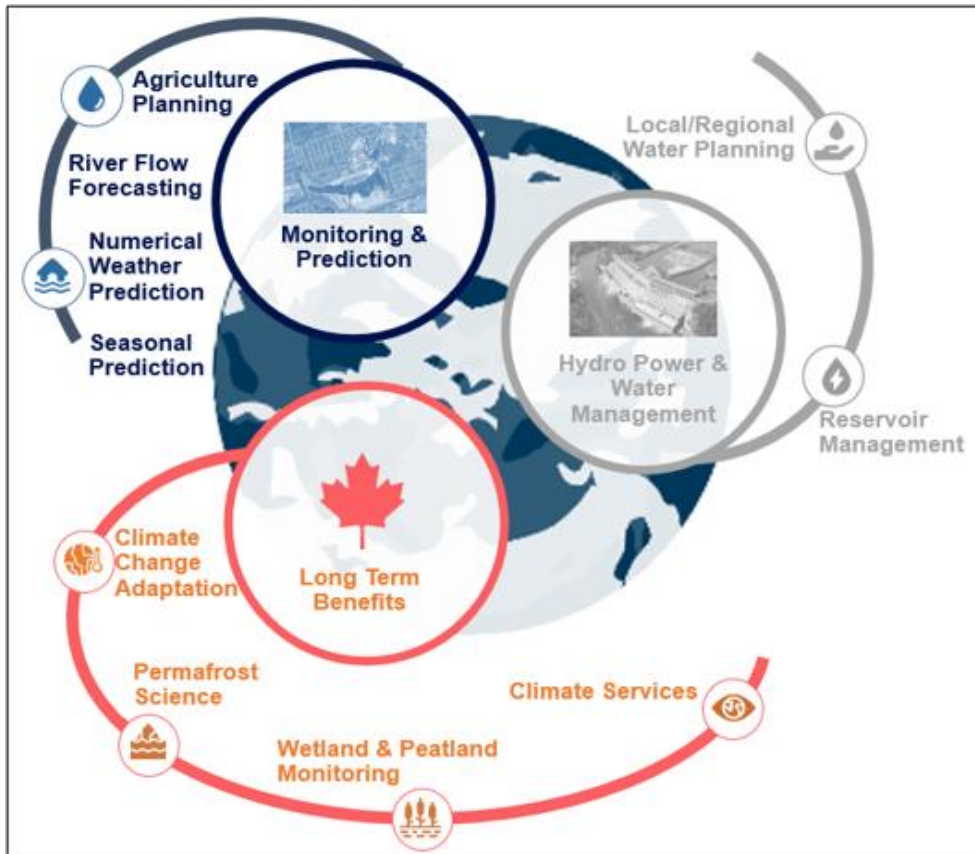 Agriculture
Planning
River Flow
Forecasting
Numerical
Weather
Prediction
Seasonal
Prediction
Monitoring &
Prediction
Local/Regional
Water Planning
Hydro Power &
Water
Management
Reservoir
Management
Long Term
Benefits
Climate
Change
Adaptation
Permafrost
Science
Wetland & Peatland
Monitoring
Climate Services